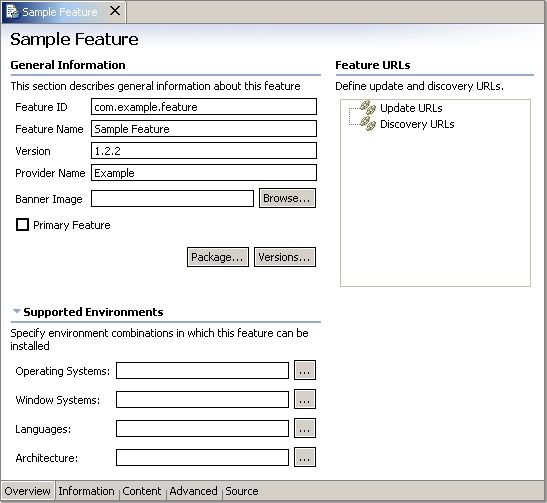 Sample Feature
Sample Feature
General Information
This section describes general information about this feature
Feature ID com.example.feature
Feature Name Sample Feature
Version 1.2.2
Provider Name Example
Banner Image Browse...
Primary Feature
Package... Versions...
Feature URLs
Define update and discovery URLs.
Update URLs
Discovery URLs
Supported Environments
Specify environment combinations in which this feature can be
installed
Operating Systems: ...
Window Systems: ...
Languages: ...
Architecture: ...
Overview Information Content Advanced Source